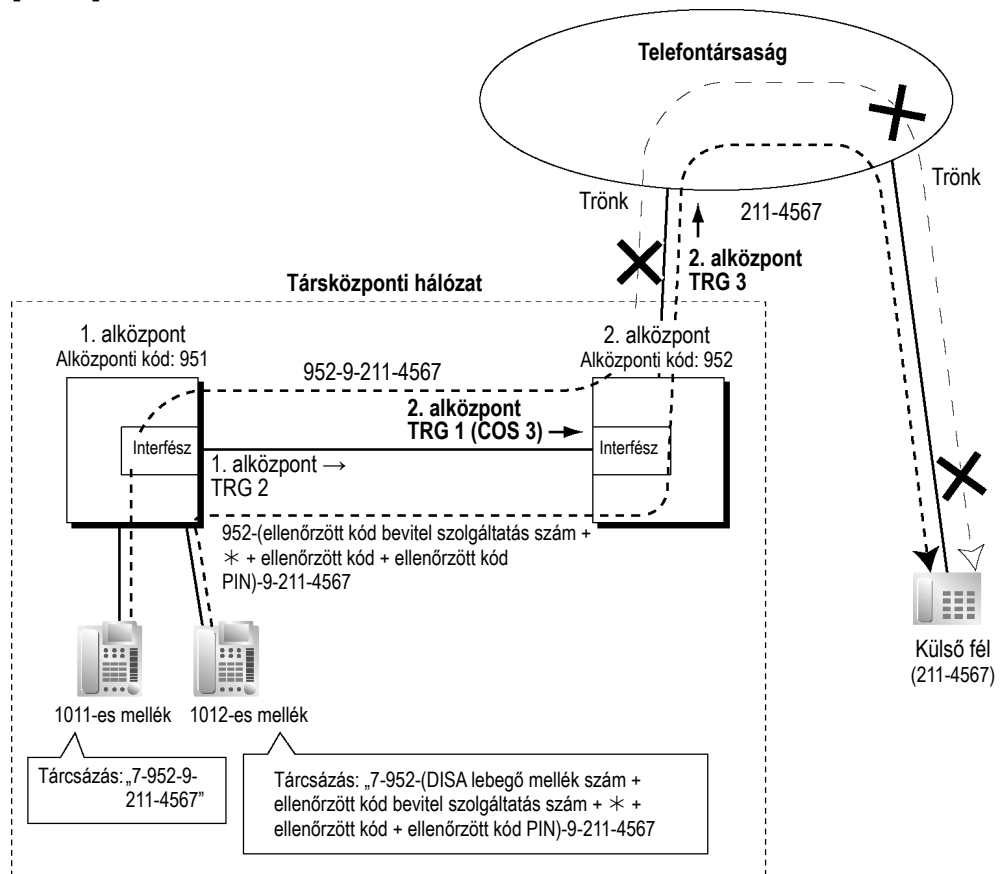 Telefontársaság
Trönk
Trönk
211-4567
2. alközpont
TRG 3
Társközponti hálózat
1. alközpont
Alközponti kód: 951
2. alközpont
Alközponti kód: 952
952-9-211-4567
2. alközpont
TRG 1 (COS 3)
Interfész
Interfész
1. alközpont →
TRG 2
952-(ellenőrzött kód bevitel szolgáltatás szám +
∗ + ellenőrzött kód + ellenőrzött kód
PIN)-9-211-4567
Külső fél
(211-4567)
1011-es mellék
1012-es mellék
Tárcsázás: „7-952-9-
211-4567”
Tárcsázás: „7-952-(DISA lebegő mellék szám +
ellenőrzött kód bevitel szolgáltatás szám + ∗ +
ellenőrzött kód + ellenőrzött kód PIN)-9-211-4567